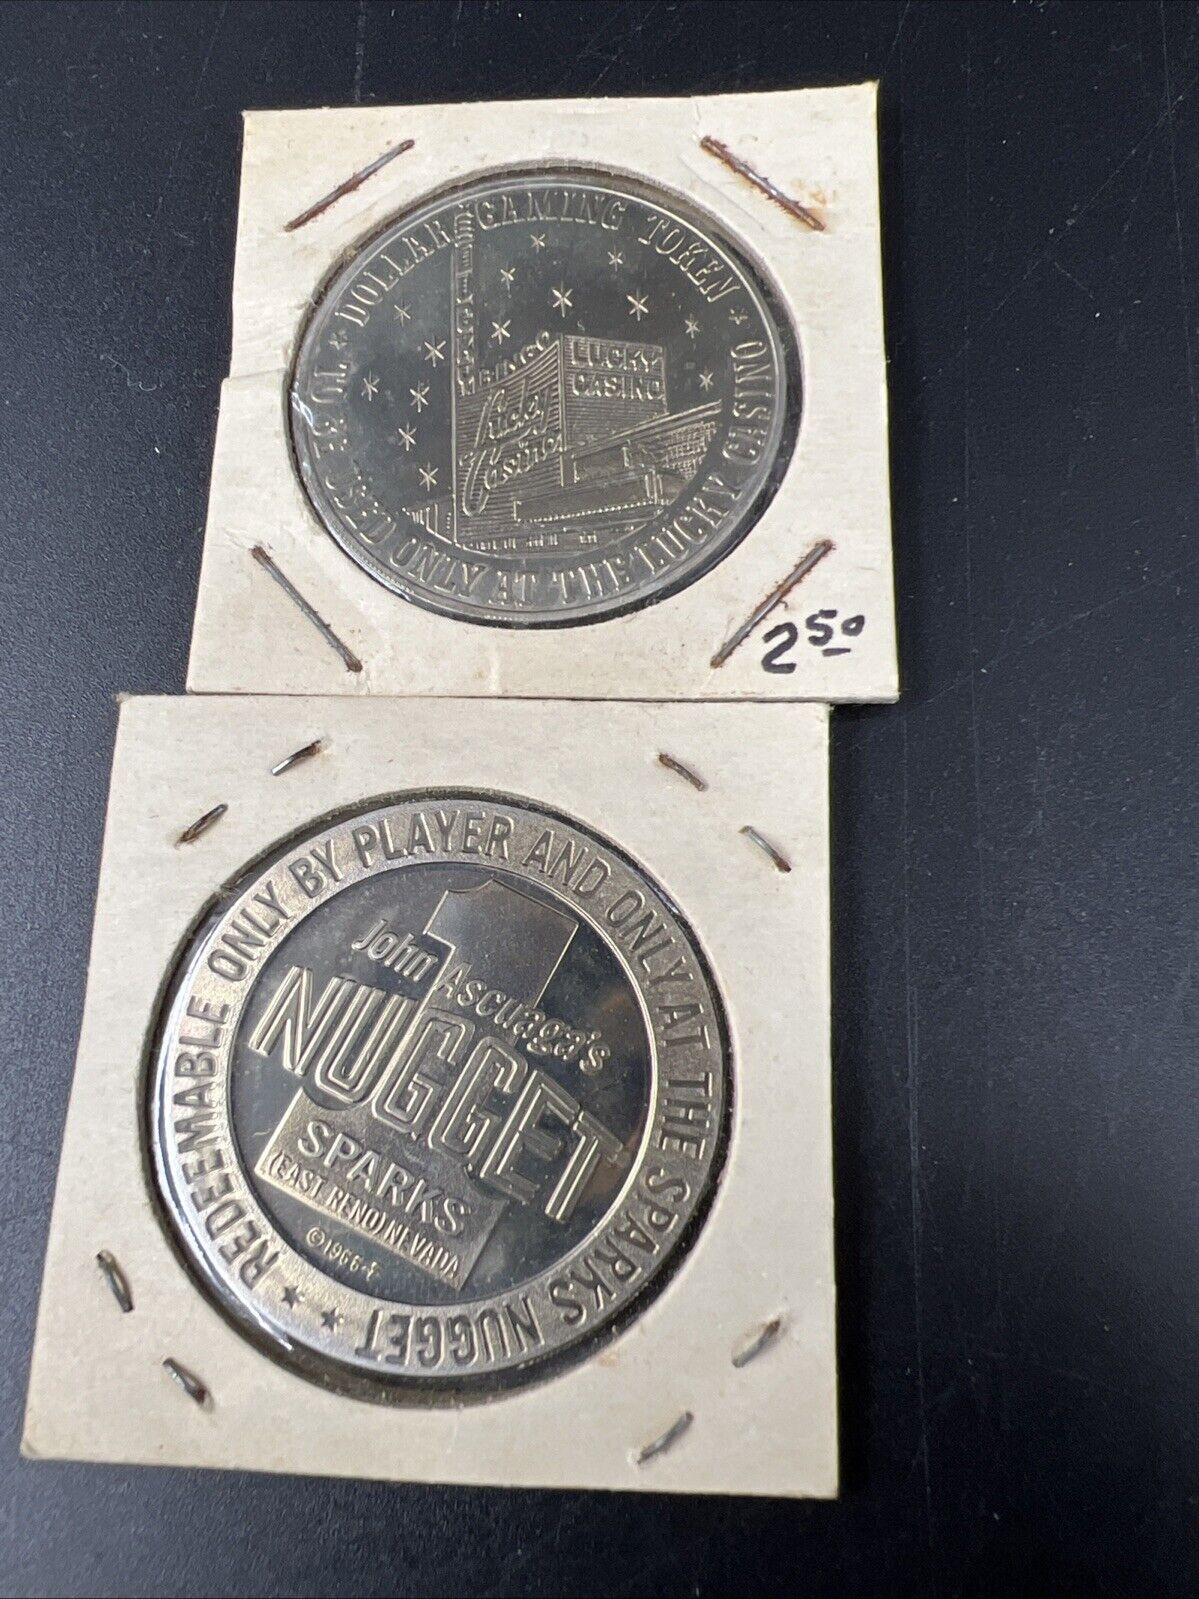 * DOLLAR GAMING TOKEN *
TO BE USED ONLY AT THE LUCKY CASINO
BINGO
LUCKY
CASINO
Lucky
Casino
2 50
REDEEMABLE ONLY BY PLAYER AND ONLY AT THE SPARKS NUGGET ★ ★
John Ascuaga's
NUGGET
SPARKS
(EAST RENO) NEVADA
©1966